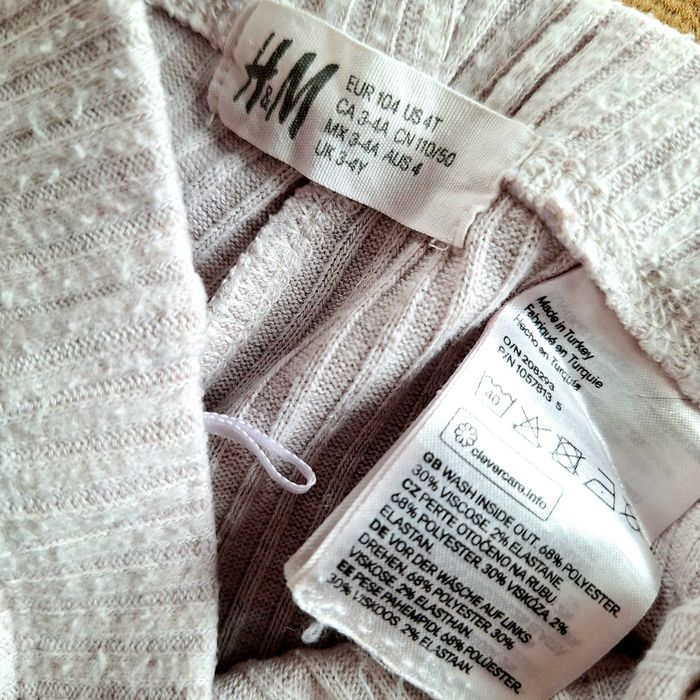 H&M
EUR 104 US 4T
CA 3-4A CN 110/50
MX 3-4A AUS 4
UK 3-4Y
Made in Turkey
Fabriqué en Turquie
Hecho en Turquía
O/N 208293
P/N 1057813 5
40
clevercare.info
GB WASH INSIDE OUT, 68% POLYESTER,
30% VISCOSE, 2% ELASTANE.
CZ PERTE OTOČENO NA RUBU
68% POLYESTER, 30% VISKÓZA, 2%
ELASTAN.
DE VOR DER WÄSCHE AUF LINKS
DREHEN, 68% POLYESTER, 30%
VISKOSE, 2% ELASTHAN.
EE PESE PAHEMPIDI, 68% POLÜESTER,
30% VISKOOS, 2% ELASTAAN.